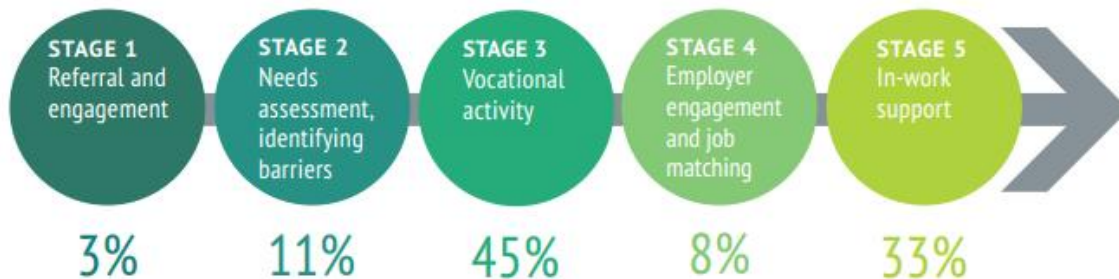 STAGE 1
Referral and
engagement
STAGE 2
Needs
assessment,
identifying
barriers
STAGE 3
Vocational
activity
STAGE 4
Employer
engagement
and job
matching
STAGE 5
In-work
support
3%
11%
45%
8%
33%